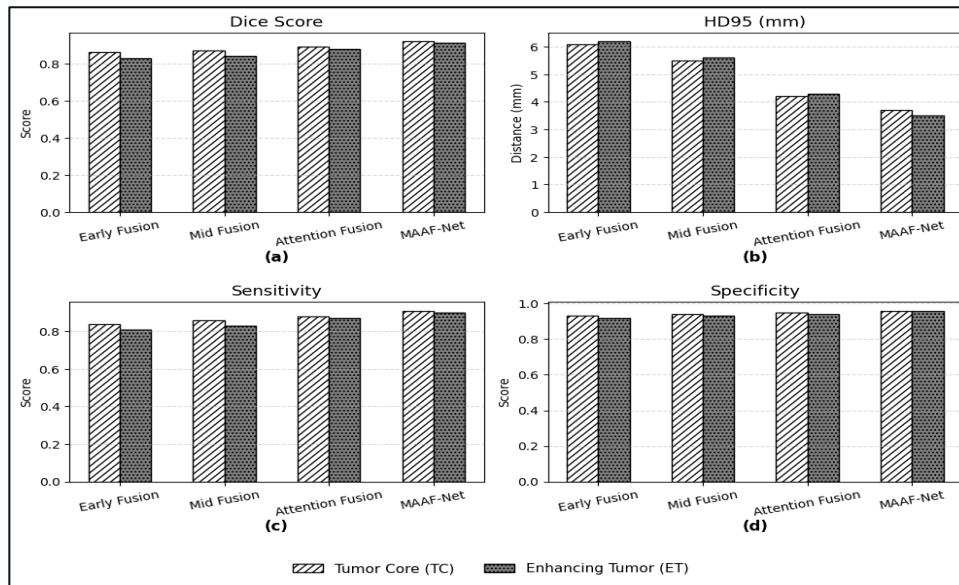 Dice Score
Score
0.8
0.6
0.4
0.2
0.0
Early Fusion
Mid Fusion
Attention Fusion
MAAF-Net
(a)
HD95 (mm)
Distance (mm)
6
5
4
3
2
1
0
Early Fusion
Mid Fusion
Attention Fusion
MAAF-Net
(b)
Sensitivity
Score
0.8
0.6
0.4
0.2
0.0
Early Fusion
Mid Fusion
Attention Fusion
MAAF-Net
(c)
Specificity
Score
1.0
0.8
0.6
0.4
0.2
0.0
Early Fusion
Mid Fusion
Attention Fusion
MAAF-Net
(d)
Tumor Core (TC)
Enhancing Tumor (ET)